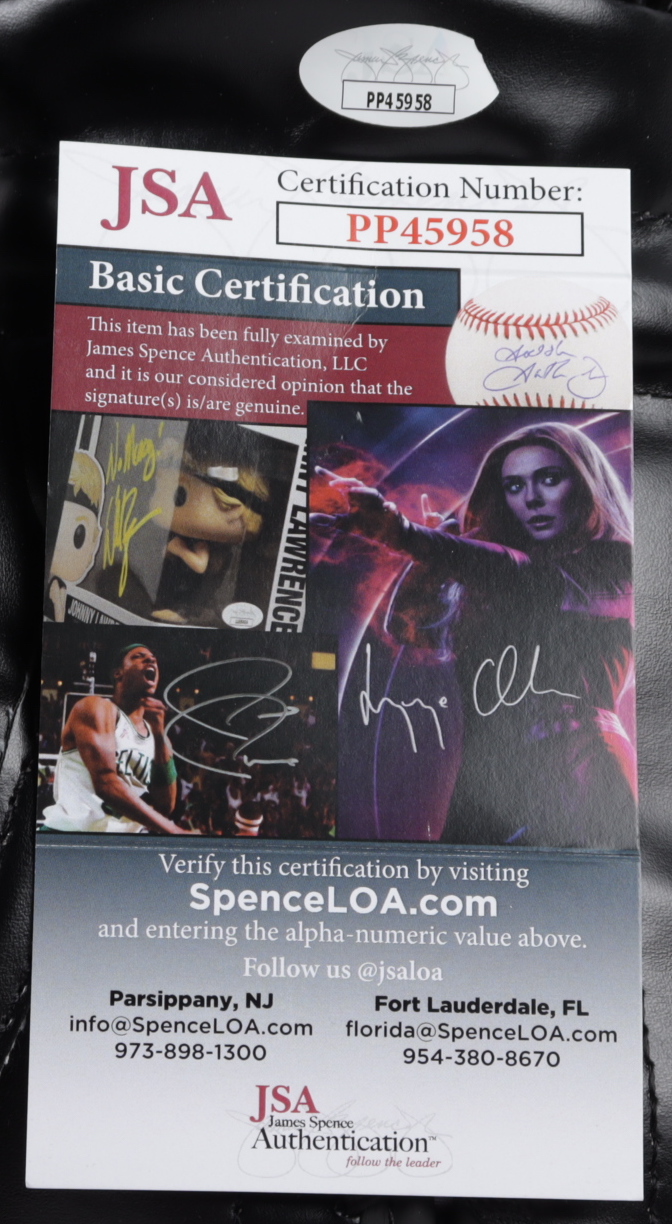 PP45958
JSA
Certification Number:
PP45958
Basic Certification
This item has been fully examined by
James Spence Authentication, LLC
and it is our considered opinion that the
signature(s) is/are genuine.
LAWRENCE
Verify this certification by visiting
SpenceLOA.com
and entering the alpha-numeric value above.
Follow us @jsaloa
Parsippany, NJ
info@SpenceLOA.com
973-898-1300
Fort Lauderdale, FL
florida@SpenceLOA.com
954-380-8670
JSA
James Spence
Authentication™
follow the leader